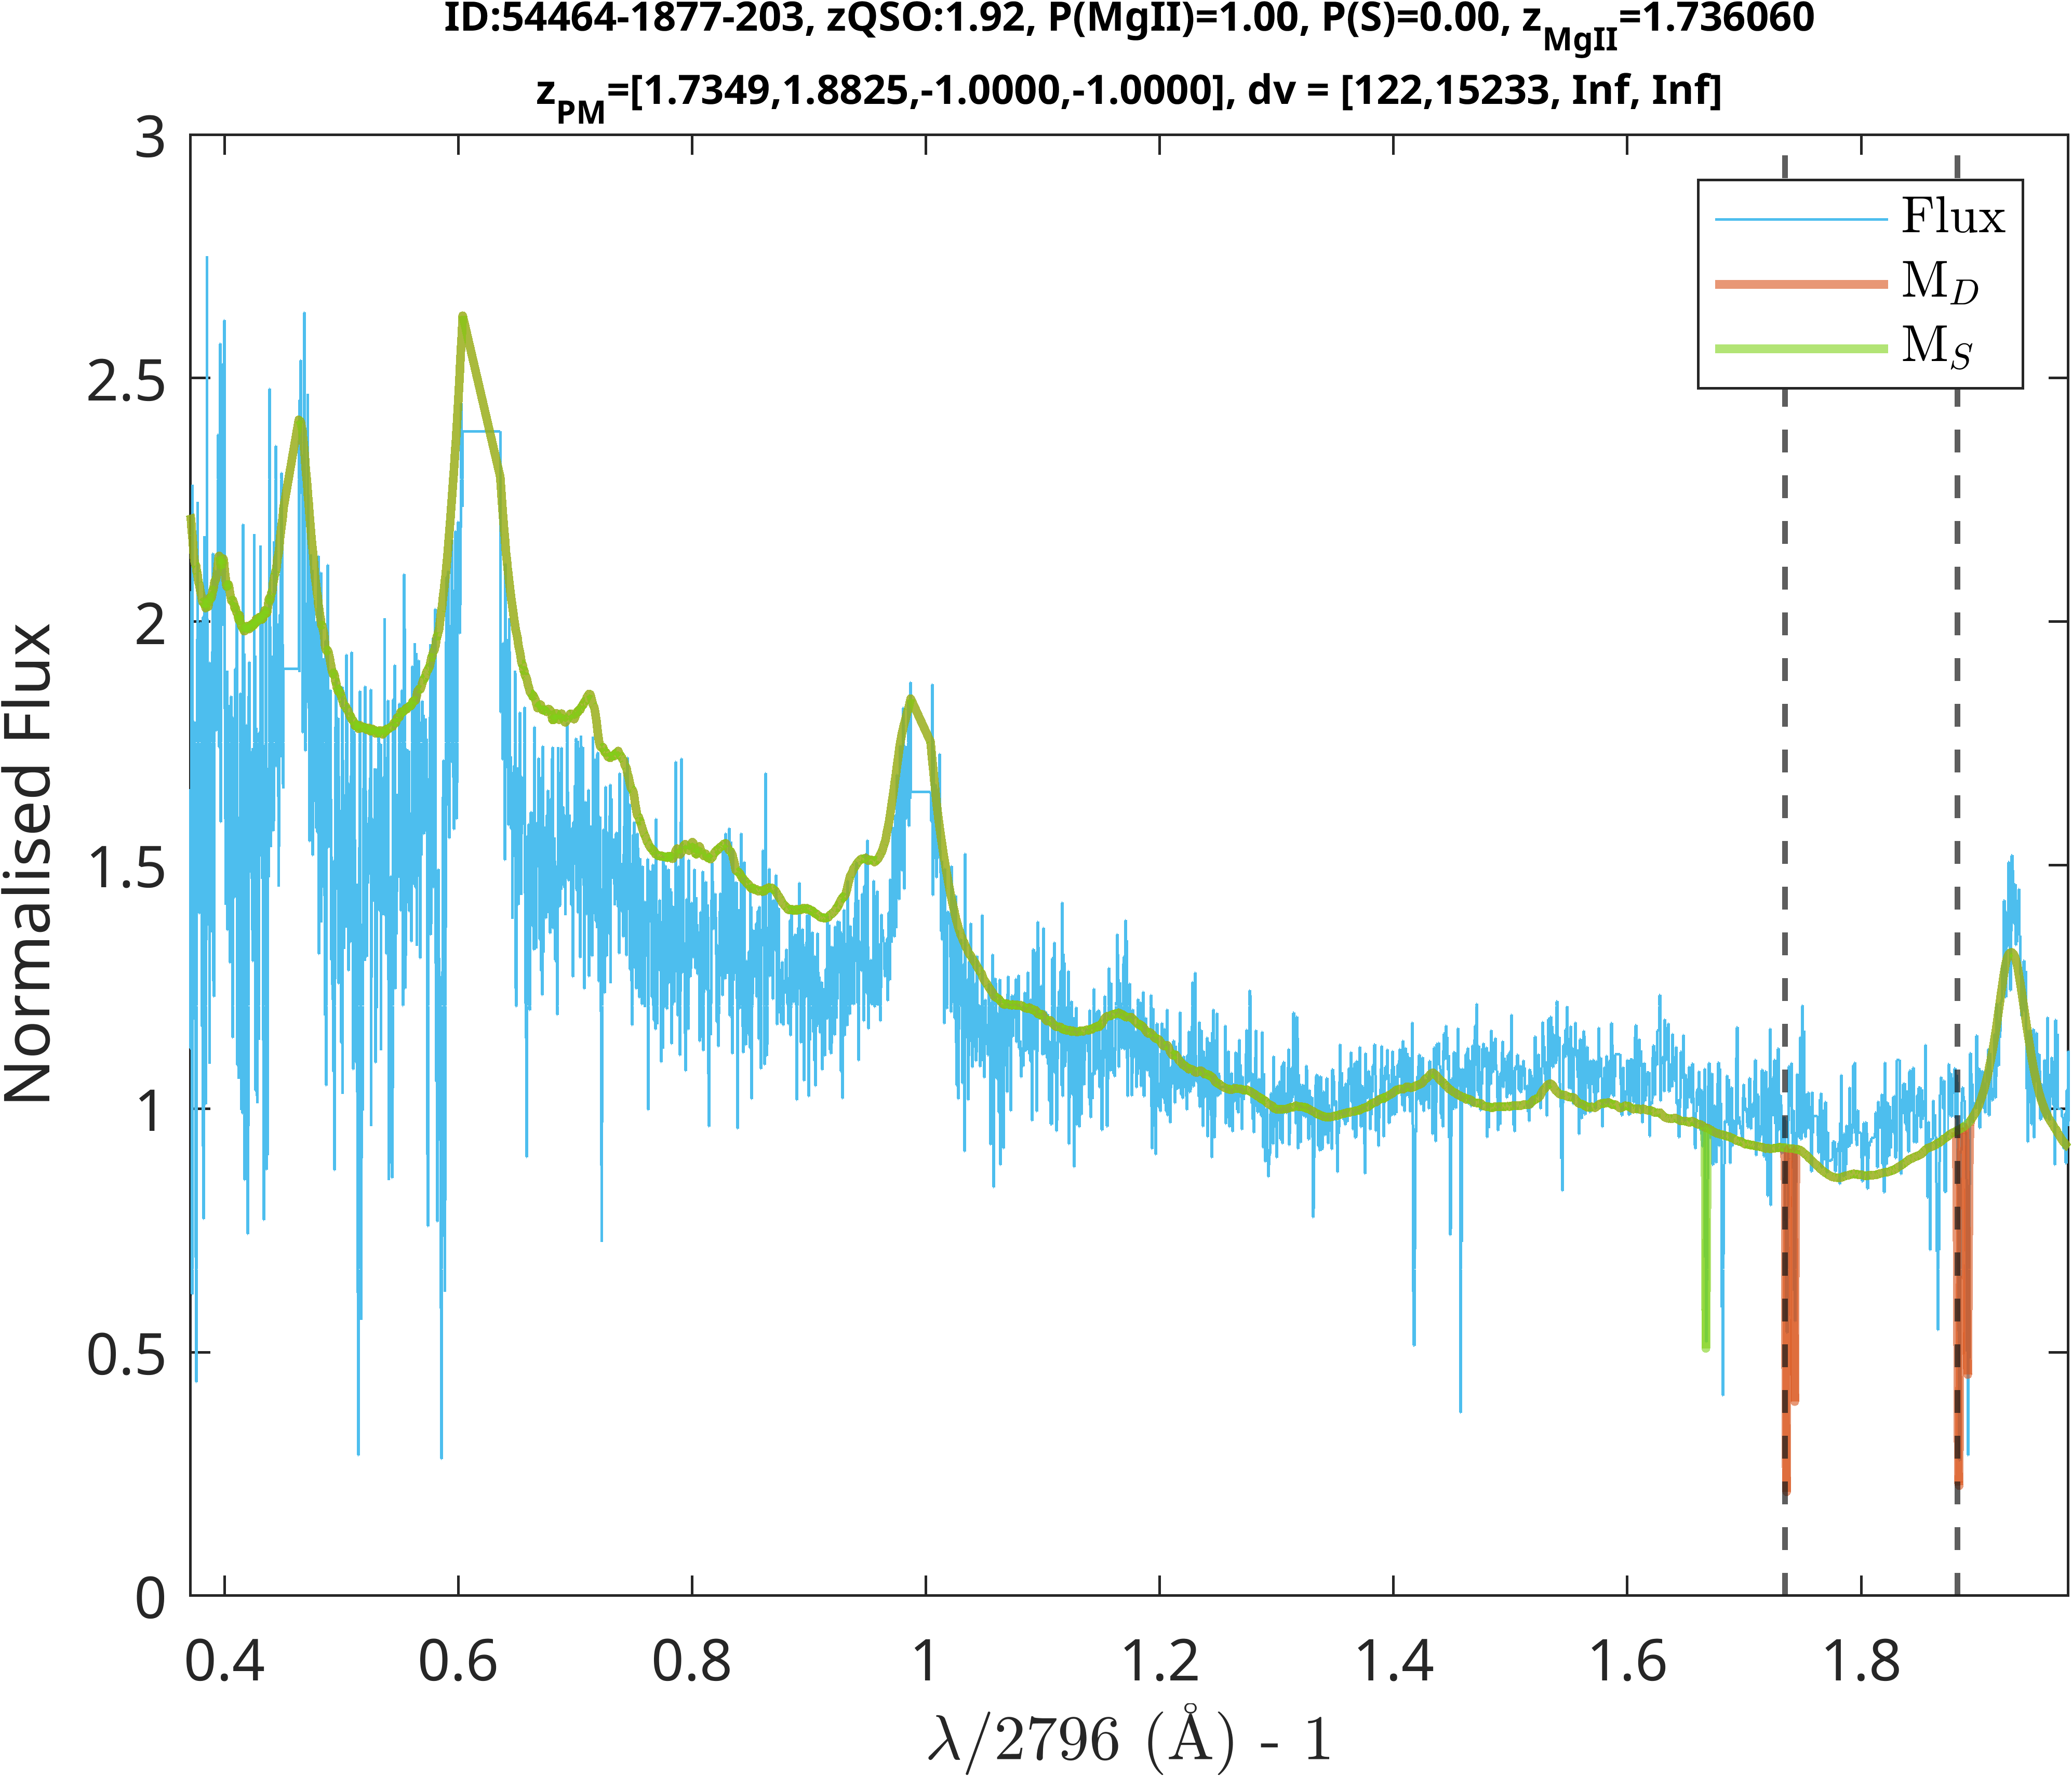 ID:54464-1877-203, zQSO:1.92, P(MgII)=1.00, P(S)=0.00, zMgII=1.736060
zPM=[1.7349,1.8825,-1.0000,-1.0000], dv = [122,15233, Inf, Inf]
3
2.5
2
1.5
1
0.5
0
Normalised Flux
Flux
MD
MS
0.4 0.6 0.8 1 1.2 1.4 1.6 1.8
λ/2796 (Å) - 1